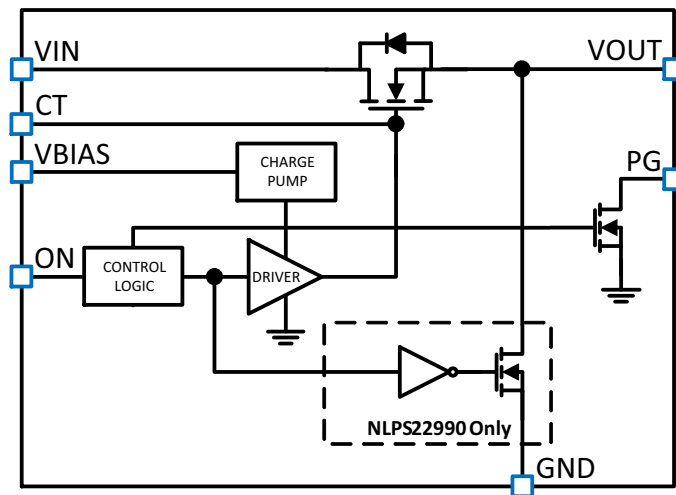 VIN
VOUT
CT
VBIAS
CHARGE
PUMP
PG
ON
CONTROL
LOGIC
DRIVER
NLPS22990 Only
GND